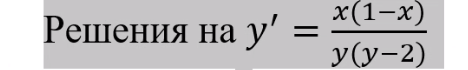 Решения на y′ = x(1−x) / y(y−2)